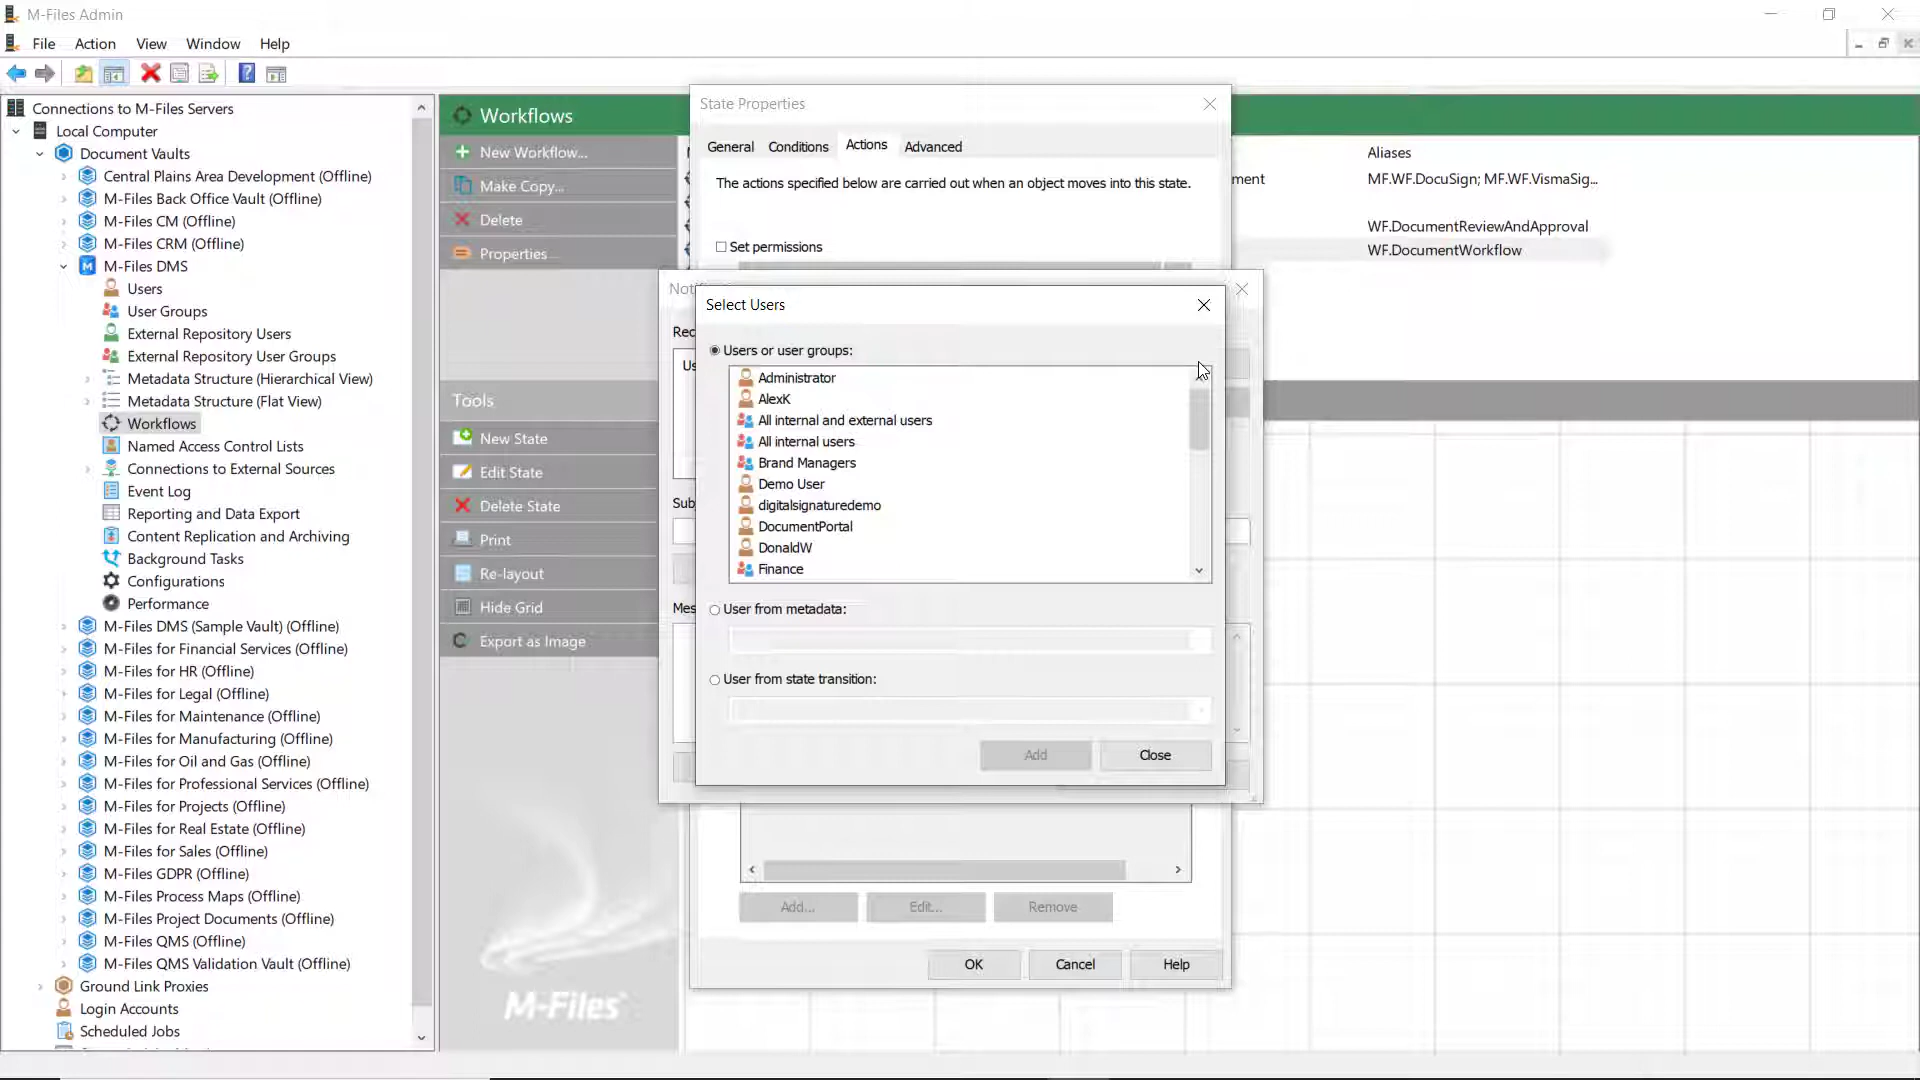 M-Files Admin
File Action View Window Help
Connections to M-Files Servers
Local Computer
Document Vaults
Central Plains Area Development (Offline)
M-Files Back Office Vault (Offline)
M-Files CM (Offline)
M-Files CRM (Offline)
M-Files DMS
Users
User Groups
External Repository Users
External Repository User Groups
Metadata Structure (Hierarchical View)
Metadata Structure (Flat View)
Workflows
Named Access Control Lists
Connections to External Sources
Event Log
Reporting and Data Export
Content Replication and Archiving
Background Tasks
Configurations
Performance
M-Files DMS (Sample Vault) (Offline)
M-Files for Financial Services (Offline)
M-Files for HR (Offline)
M-Files for Legal (Offline)
M-Files for Maintenance (Offline)
M-Files for Manufacturing (Offline)
M-Files for Oil and Gas (Offline)
M-Files for Professional Services (Offline)
M-Files for Projects (Offline)
M-Files for Real Estate (Offline)
M-Files for Sales (Offline)
M-Files GDPR (Offline)
M-Files Process Maps (Offline)
M-Files Project Documents (Offline)
M-Files QMS (Offline)
M-Files QMS Validation Vault (Offline)
Ground Link Proxies
Login Accounts
Scheduled Jobs
Workflows
New Workflow...
Make Copy...
Delete
Properties
Tools
New State
Edit State
Delete State
Print
Re-layout
Hide Grid
Export as Image
M-Files
State Properties
General Conditions Actions Advanced
The actions specified below are carried out when an object moves into this state.
Set permissions
Select Users
Users or user groups:
Administrator
AlexK
All internal and external users
All internal users
Brand Managers
Demo User
digitalsignaturedemo
DocumentPortal
DonaldW
Finance
User from metadata:
User from state transition:
Add Close
Add... Edit... Remove
OK Cancel Help
Aliases
MF.WF.DocuSign; MF.WF.VismaSig...
WF.DocumentReviewAndApproval
WF.DocumentWorkflow